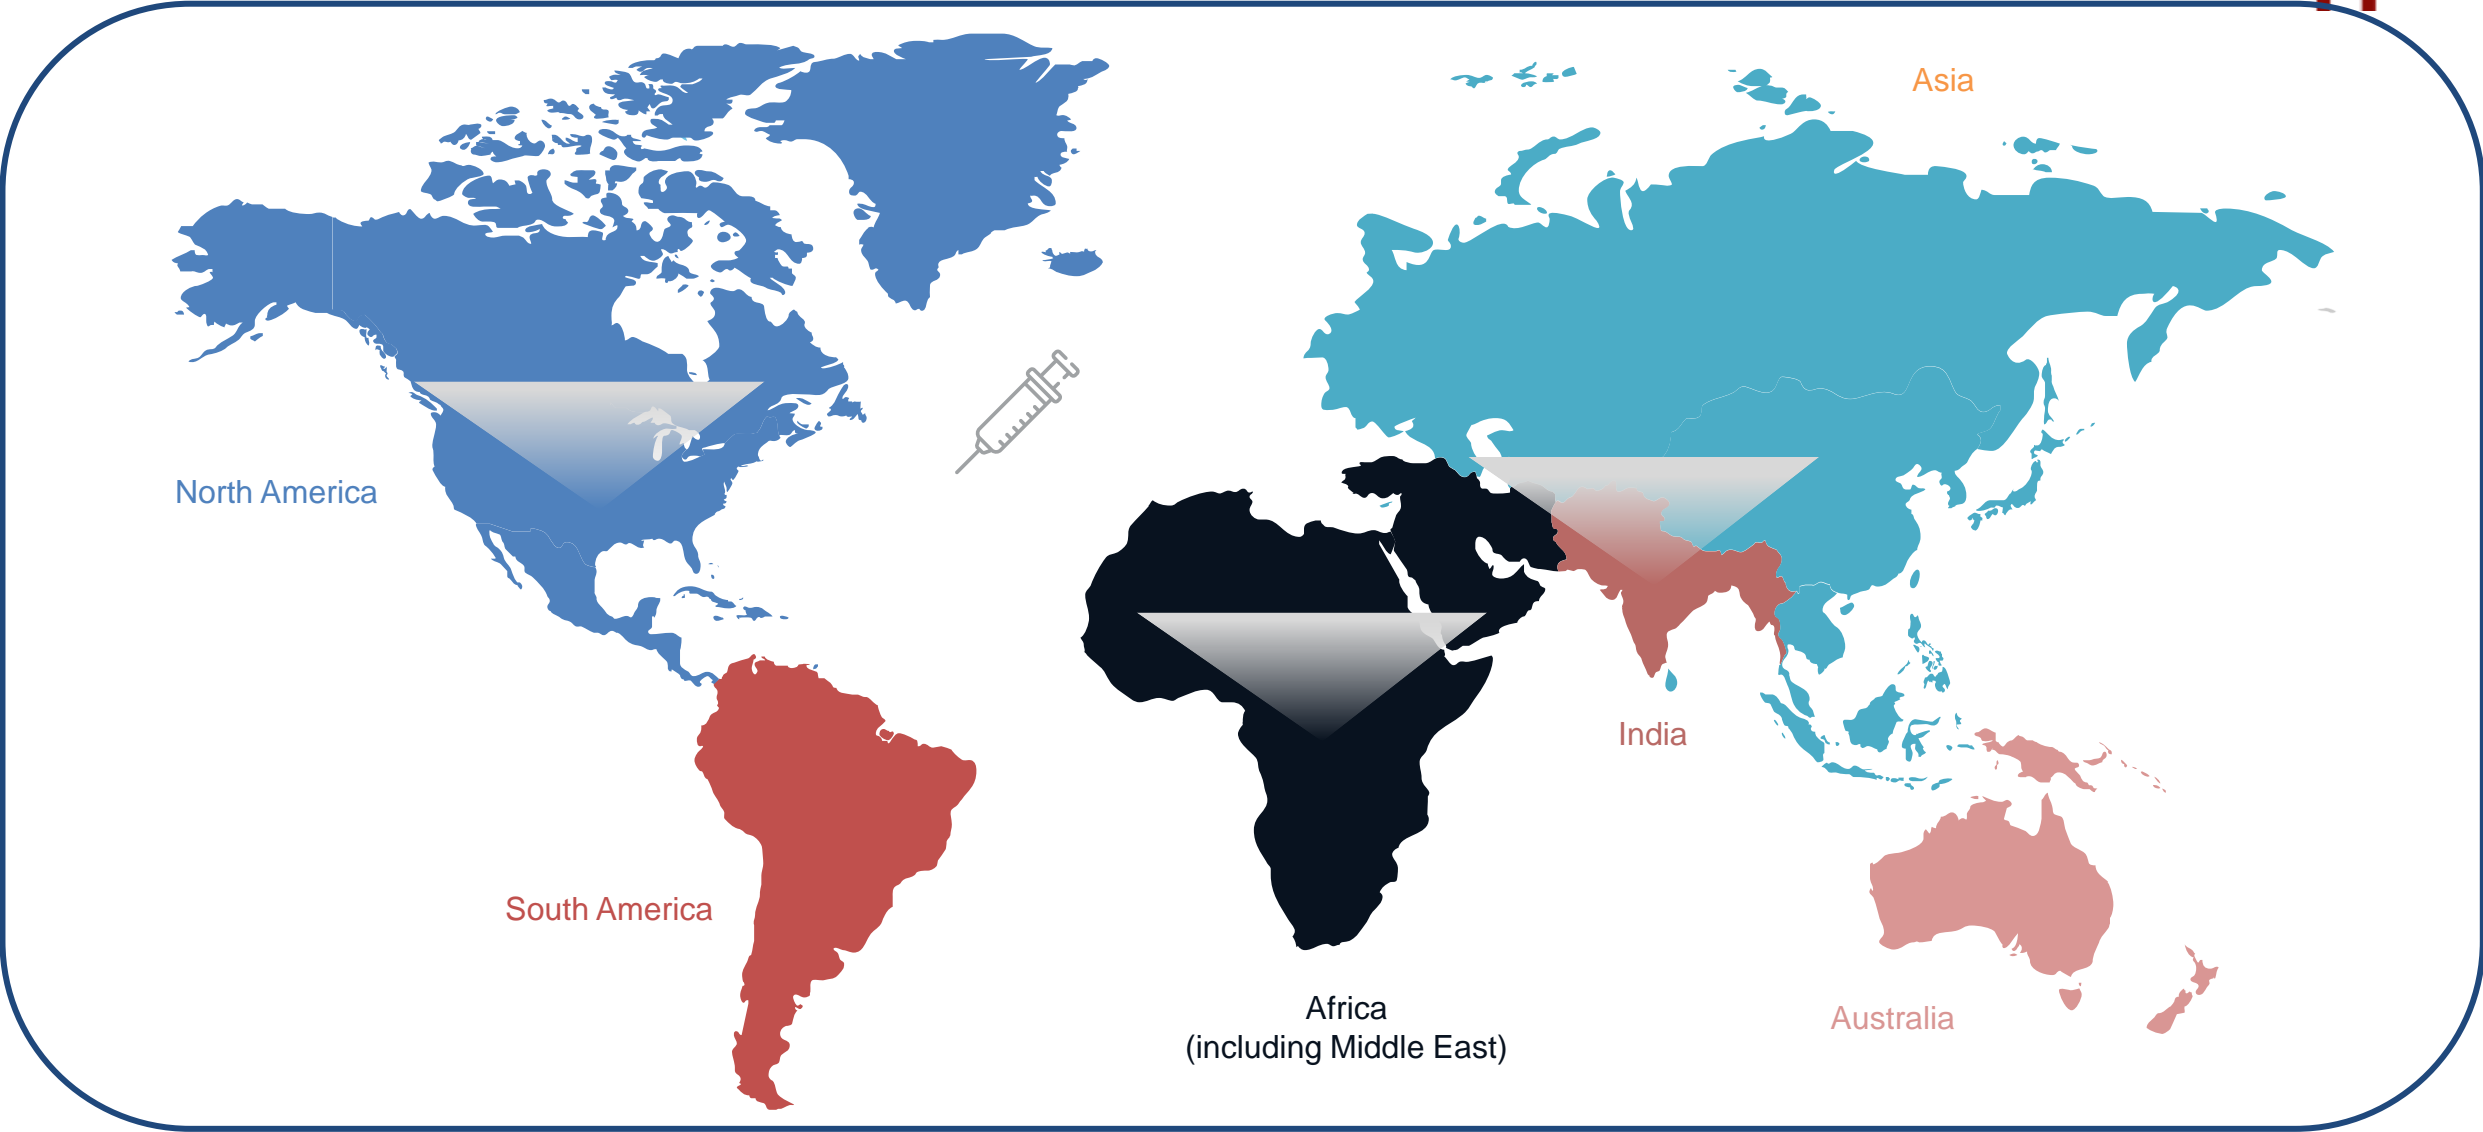 Asia
North America
India
South America
Africa
(including Middle East)
Australia